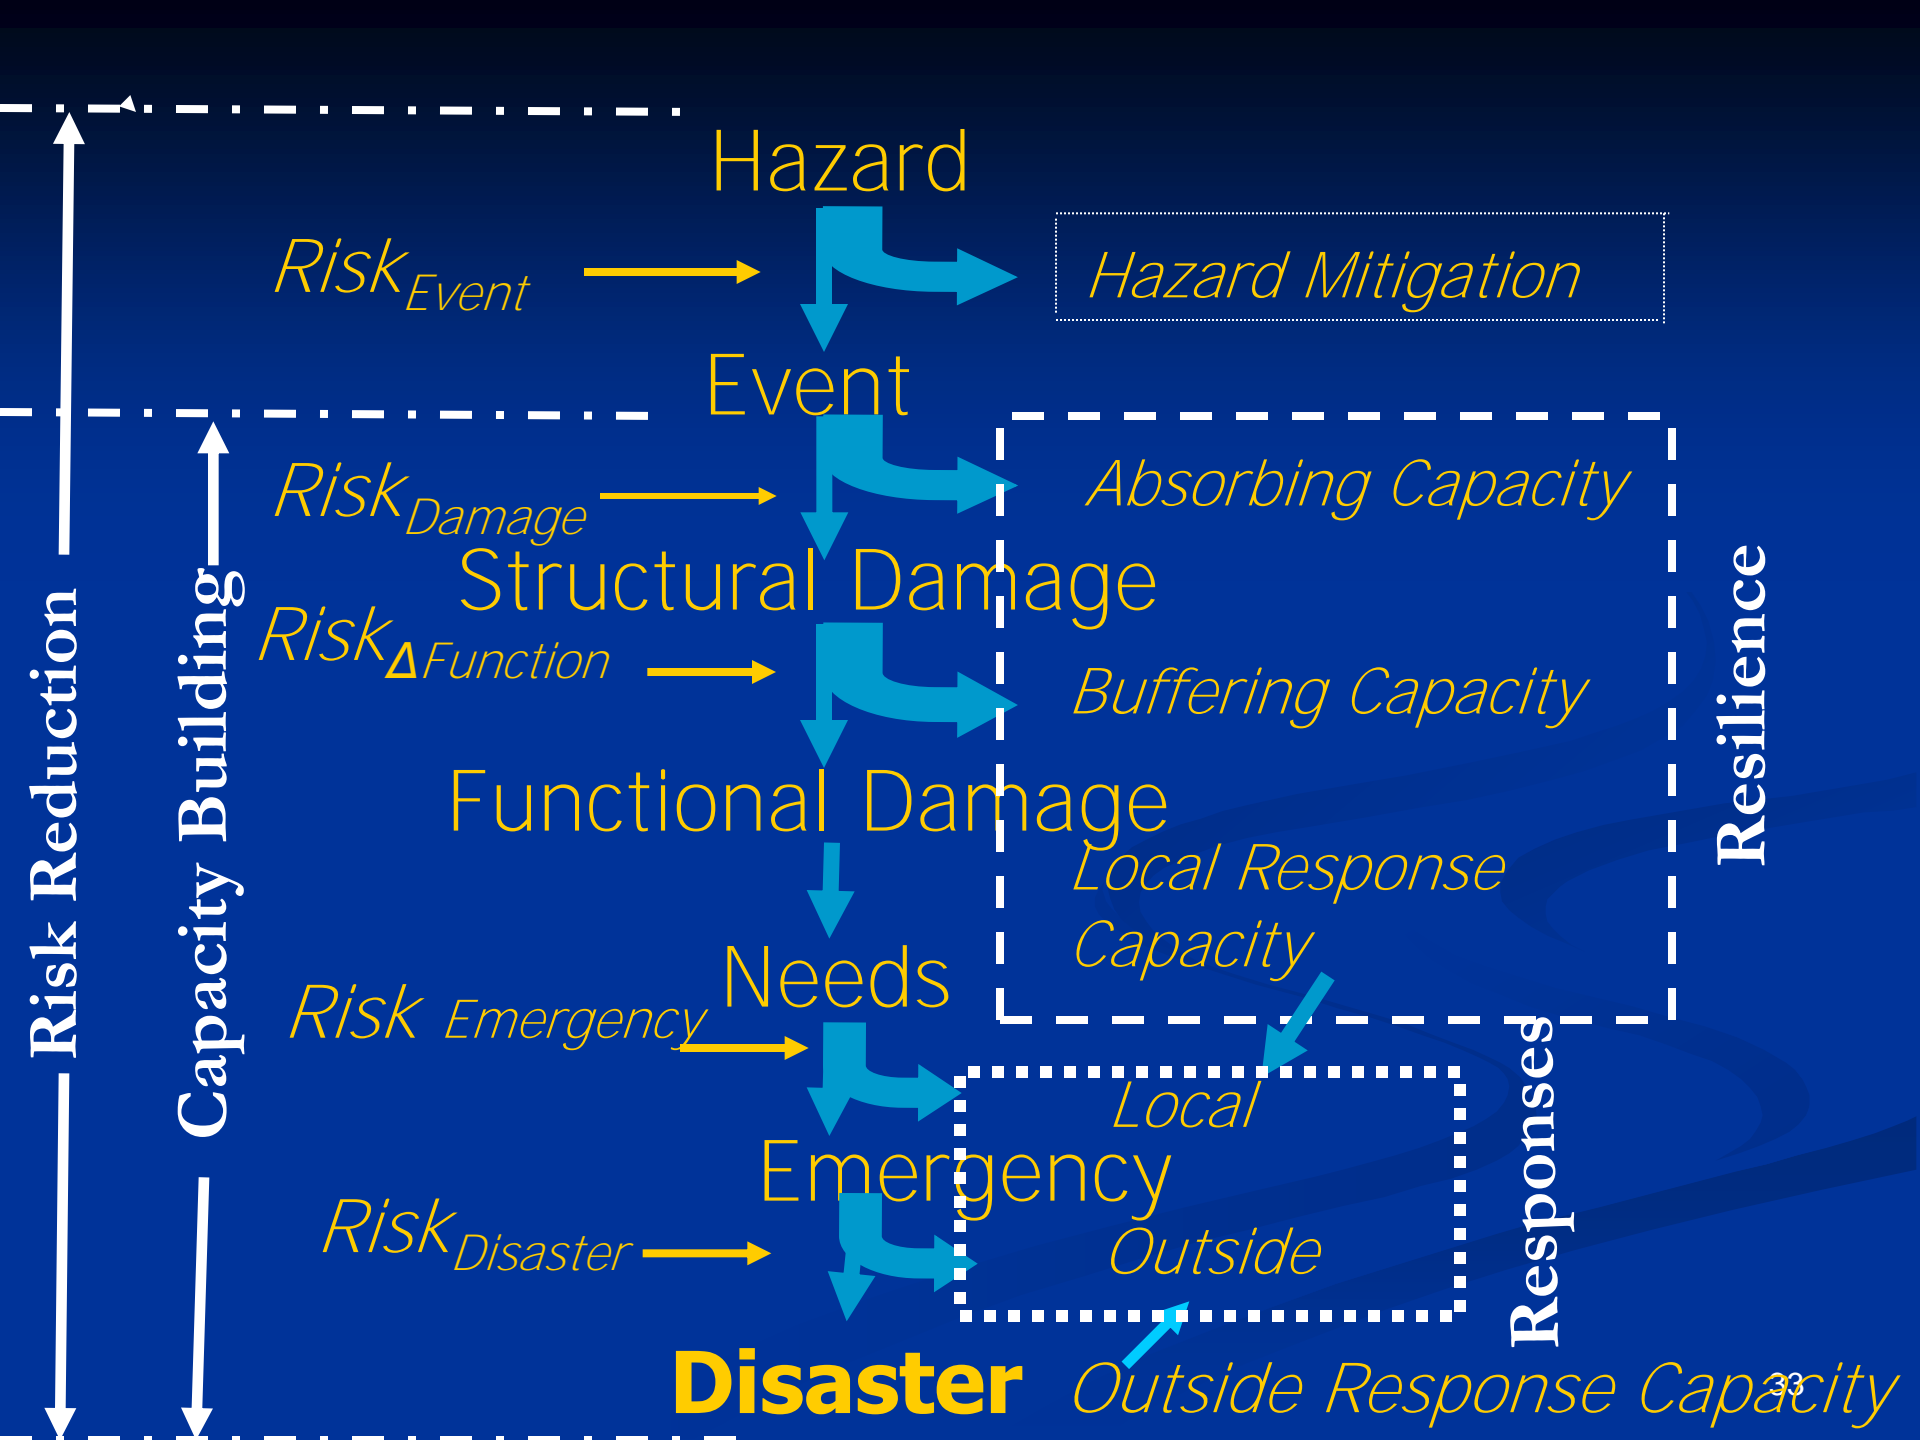 Hazard
Risk Event
Hazard Mitigation
Event
Risk Damage
Absorbing Capacity
Structural Damage
Risk ΔFunction
Buffering Capacity
Functional Damage
Local Response
Capacity
Needs
Risk Emergency
Local
Emergency
Risk Disaster
Outside
Disaster
Outside Response Capacity
33
Risk Reduction
Capacity Building
Resilience
Responses